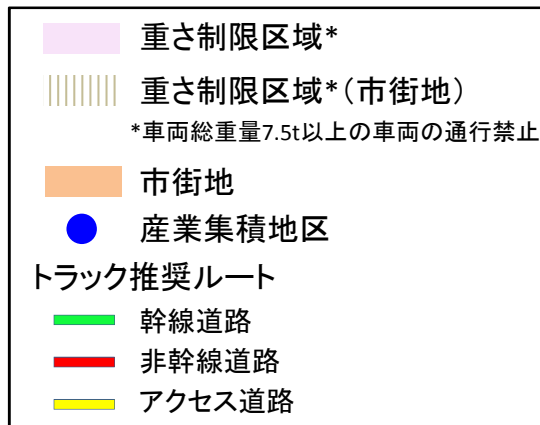 重さ制限区域*
重さ制限区域*(市街地)
*車両総重量7.5t以上の車両の通行禁止
市街地
産業集積地区
トラック推奨ルート
幹線道路
非幹線道路
アクセス道路